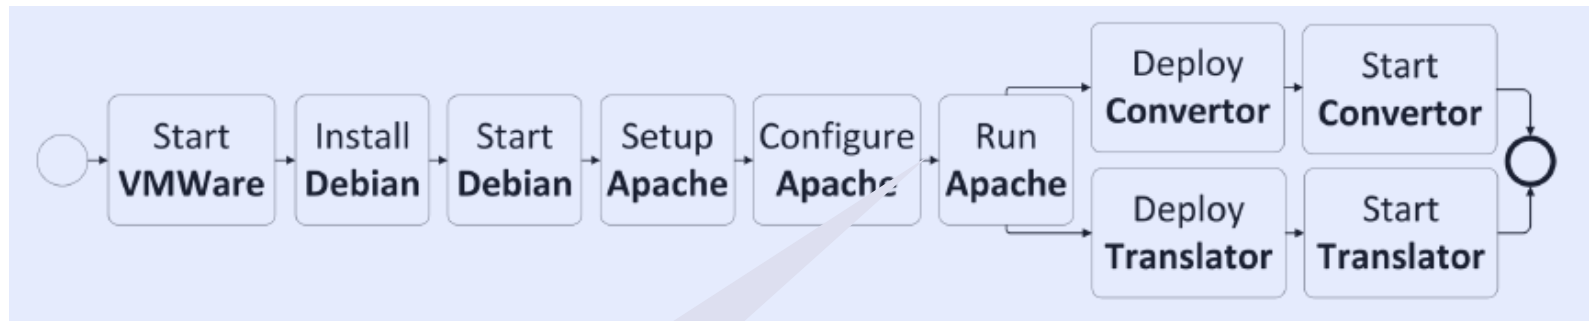 Start
VMWare
Install
Debian
Start
Debian
Setup
Apache
Configure
Apache
Run
Apache
Deploy
Convertor
Start
Convertor
Deploy
Translator
Start
Translator